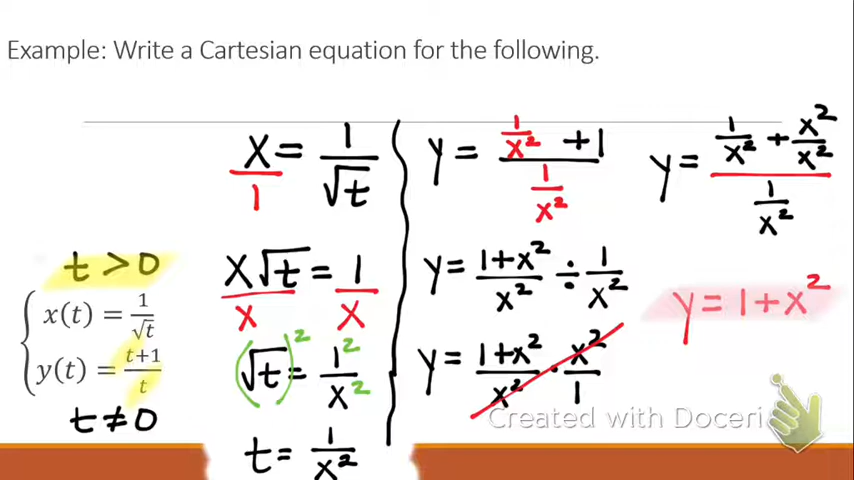 Example: Write a Cartesian equation for the following.
x/1 = 1/√t
x√t/x = 1/x
(√t)² = 1²/x²
t = 1/x²
t > 0
{ x(t) = 1/√t
y(t) = t+1/t
t ≠ 0
y = 1/x² + 1 / 1/x²
y = 1+x²/x² ÷ 1/x²
y = 1+x²/x² · x²/1
y = 1/x² + x²/x² / 1/x²
y = 1 + x²
Created with Doceri